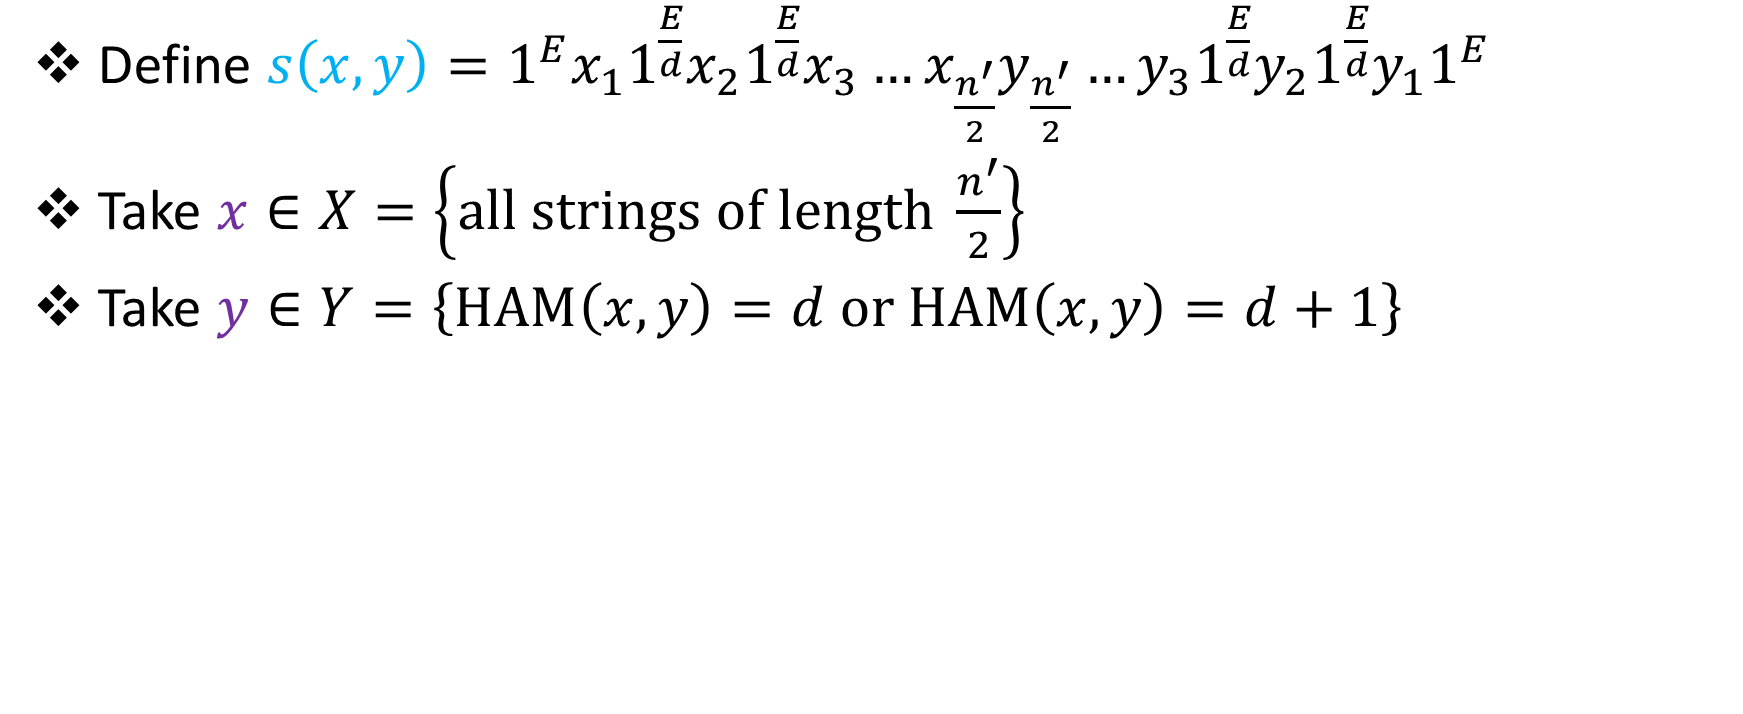 ❖ Define s(x, y) = 1^E x_1 1^{E/d} x_2 1^{E/d} x_3 … x_{n′/2} y_{n′/2} … y_3 1^{E/d} y_2 1^{E/d} y_1 1^E
❖ Take x ∈ X = {all strings of length n′/2}
❖ Take y ∈ Y = {HAM(x, y) = d or HAM(x, y) = d + 1}